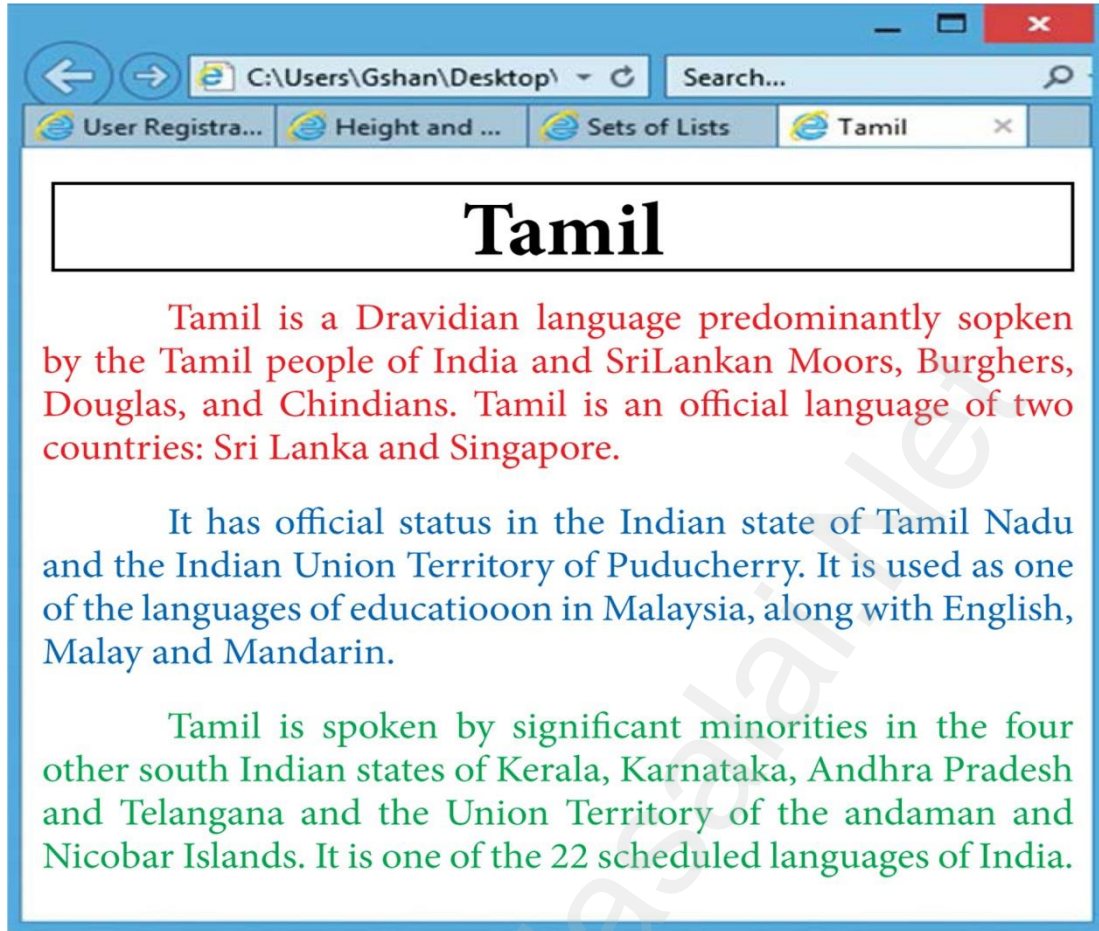 C:\Users\Gshan\Desktop\
Search...
User Registra...
Height and ...
Sets of Lists
Tamil
Tamil
Tamil is a Dravidian language predominantly sopken
by the Tamil people of India and SriLankan Moors, Burghers,
Douglas, and Chindians. Tamil is an official language of two
countries: Sri Lanka and Singapore.
It has official status in the Indian state of Tamil Nadu
and the Indian Union Territory of Puducherry. It is used as one
of the languages of educatiooon in Malaysia, along with English,
Malay and Mandarin.
Tamil is spoken by significant minorities in the four
other south Indian states of Kerala, Karnataka, Andhra Pradesh
and Telangana and the Union Territory of the andaman and
Nicobar Islands. It is one of the 22 scheduled languages of India.